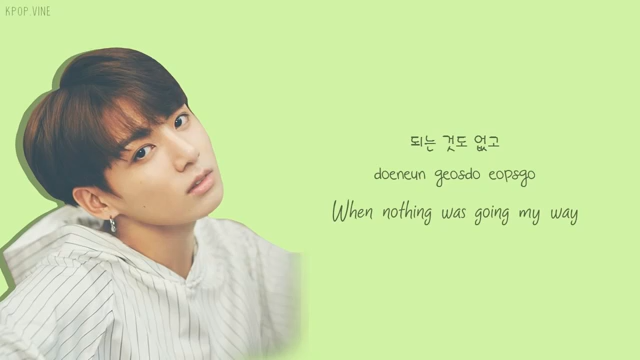 KPOP.VINE
되는 것도 없고
doeneun geosdo eopsgo
When nothing was going my way